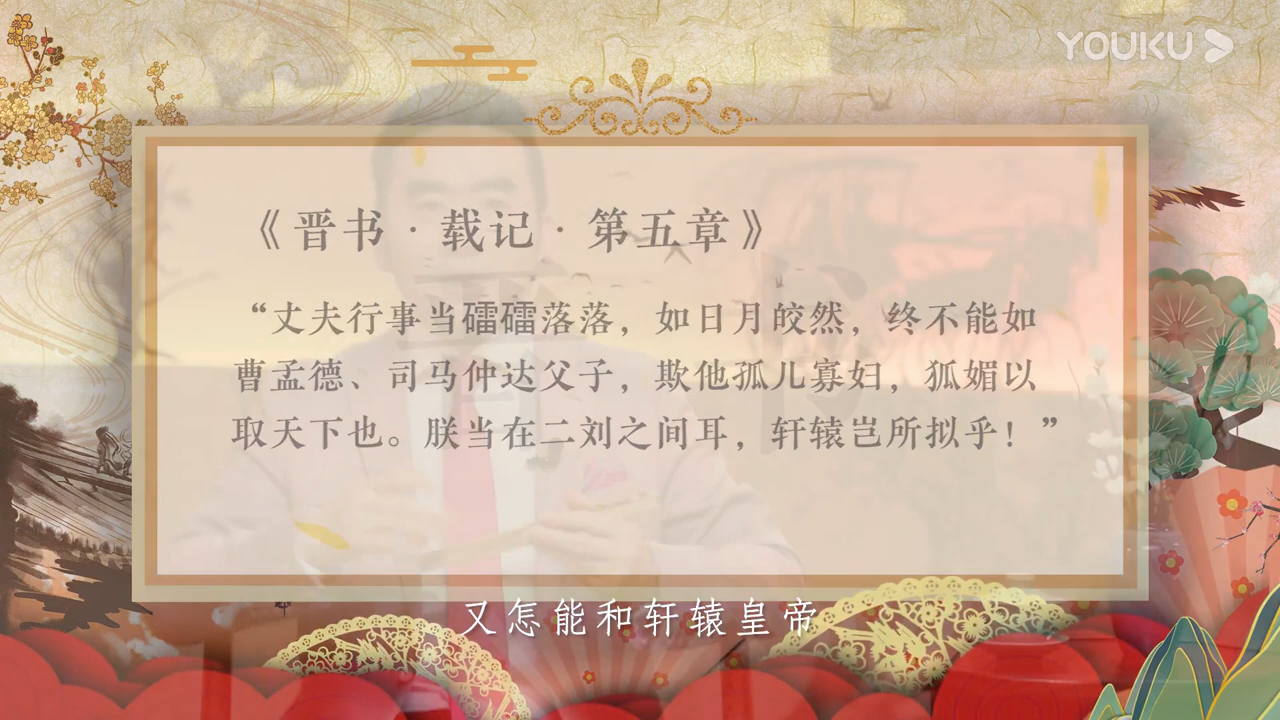 YOUKU
《晋书·载记·第五章》
“丈夫行事当礌礌落落，如日月皎然，终不能如
曹孟德、司马仲达父子，欺他孤儿寡妇，狐媚以
取天下也。朕当在二刘之间耳，轩辕岂所拟乎！”
又怎能和轩辕皇帝